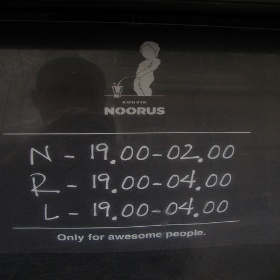 KOHVIK
NOORUS
N - 19.00-02.00
R - 19.00-04.00
L - 19.00-04.00
Only for awesome people.